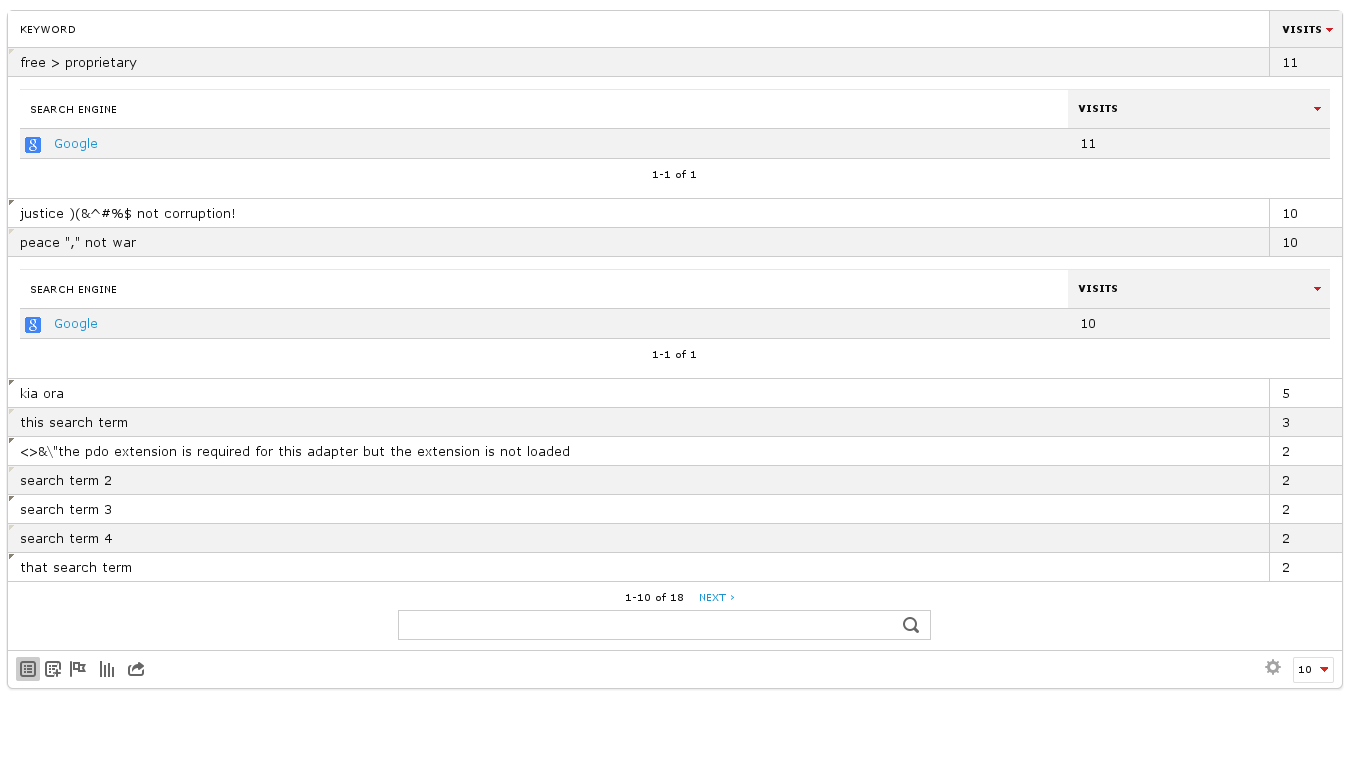 KEYWORD VISITS
free > proprietary 11
SEARCH ENGINE VISITS
Google 11
1-1 of 1
justice )(&^#%$ not corruption! 10
peace "," not war 10
SEARCH ENGINE VISITS
Google 10
1-1 of 1
kia ora 5
this search term 3
<>&\"the pdo extension is required for this adapter but the extension is not loaded 2
search term 2 2
search term 3 2
search term 4 2
that search term 2
1-10 of 18 NEXT ›
10